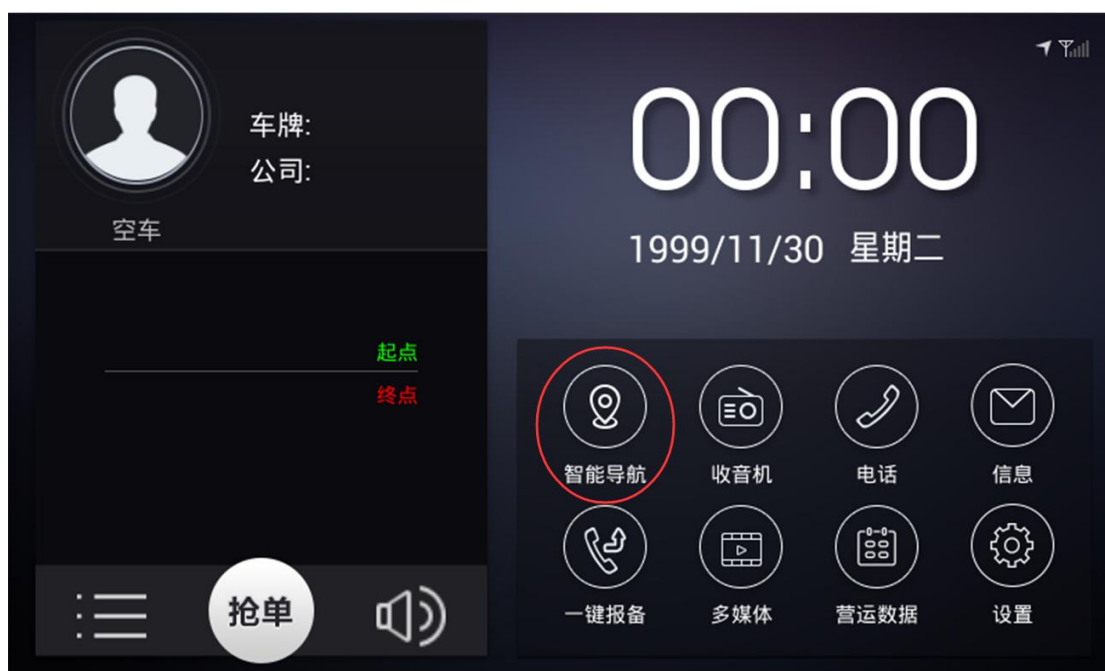 车牌:
公司:
空车
起点
终点
抢单
00:00
1999/11/30 星期二
智能导航 收音机 电话 信息
一键报备 多媒体 营运数据 设置